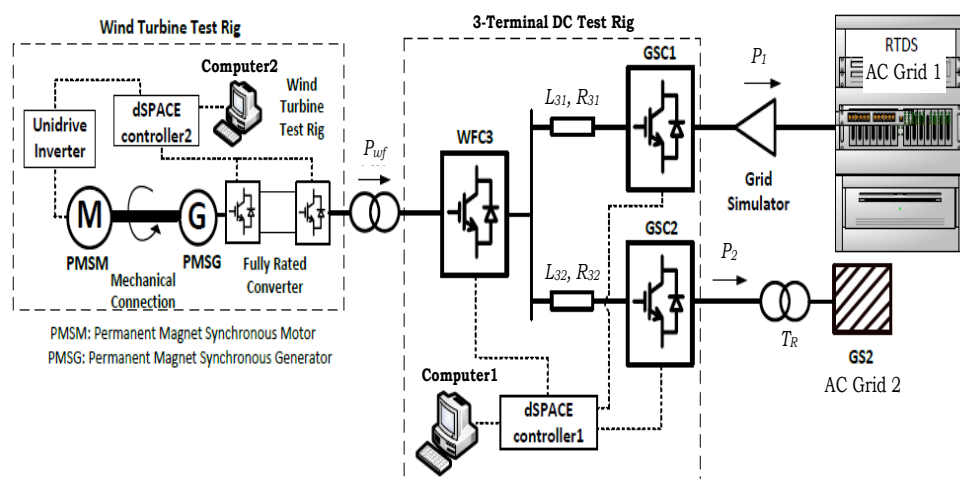 Wind Turbine Test Rig
3-Terminal DC Test Rig
Computer2
Wind
Turbine
Test Rig
dSPACE
controller2
Unidrive
Inverter
M
G
PMSM
PMSG
Mechanical
Connection
Fully Rated
Converter
PMSM: Permanent Magnet Synchronous Motor
PMSG: Permanent Magnet Synchronous Generator
Pwf
WFC3
L31, R31
L32, R32
GSC1
GSC2
Computer1
dSPACE
controller1
P1
Grid
Simulator
P2
TR
RTDS
AC Grid 1
GS2
AC Grid 2